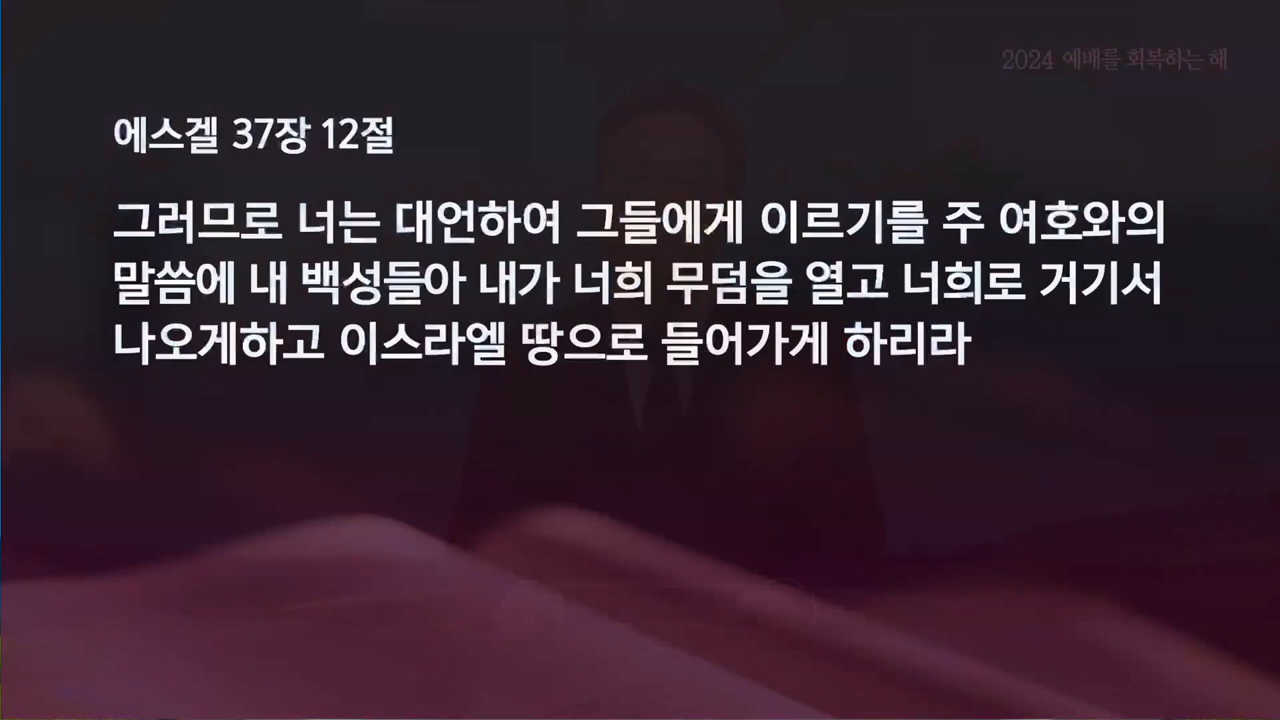 2024 예배를 회복하는 해
에스겔 37장 12절
그러므로 너는 대언하여 그들에게 이르기를 주 여호와의
말씀에 내 백성들아 내가 너희 무덤을 열고 너희로 거기서
나오게하고 이스라엘 땅으로 들어가게 하리라